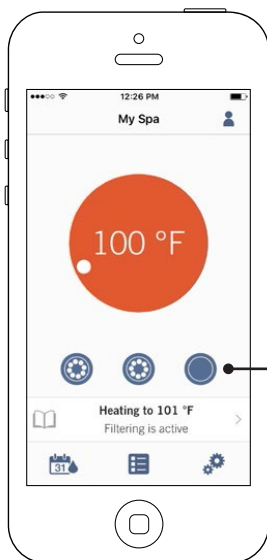 12:26 PM
My Spa
100 °F
Heating to 101 °F
Filtering is active
31